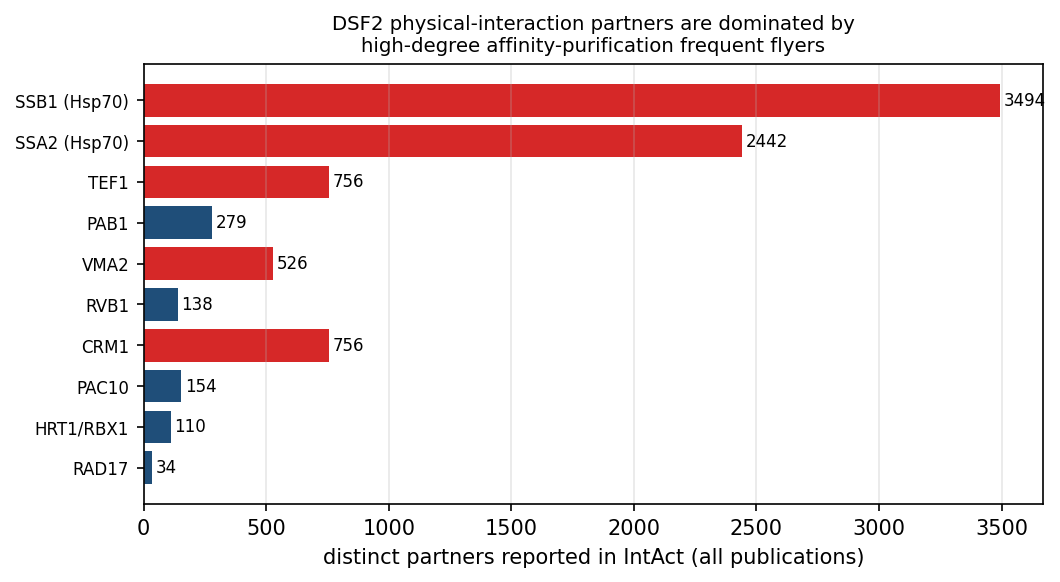 DSF2 physical-interaction partners are dominated by
high-degree affinity-purification frequent flyers
SSB1 (Hsp70) 3494
SSA2 (Hsp70) 2442
TEF1 756
PAB1 279
VMA2 526
RVB1 138
CRM1 756
PAC10 154
HRT1/RBX1 110
RAD17 34
0 500 1000 1500 2000 2500 3000 3500
distinct partners reported in IntAct (all publications)